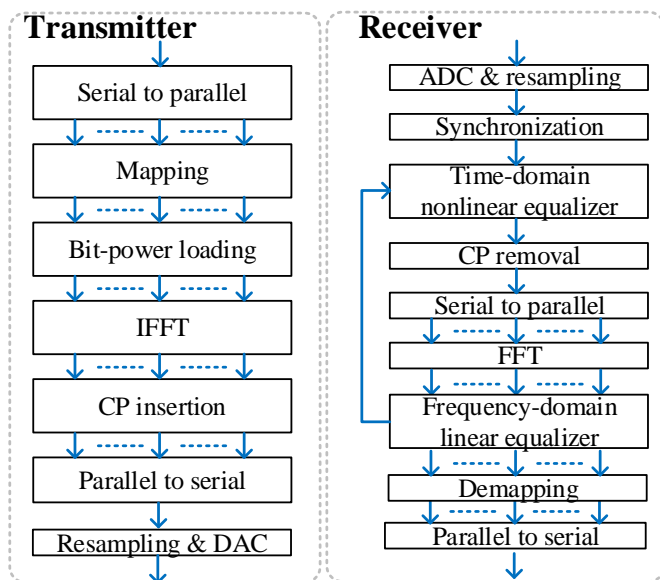 Transmitter
Serial to parallel
Mapping
Bit-power loading
IFFT
CP insertion
Parallel to serial
Resampling & DAC
Receiver
ADC & resampling
Synchronization
Time-domain
nonlinear equalizer
CP removal
Serial to parallel
FFT
Frequency-domain
linear equalizer
Demapping
Parallel to serial